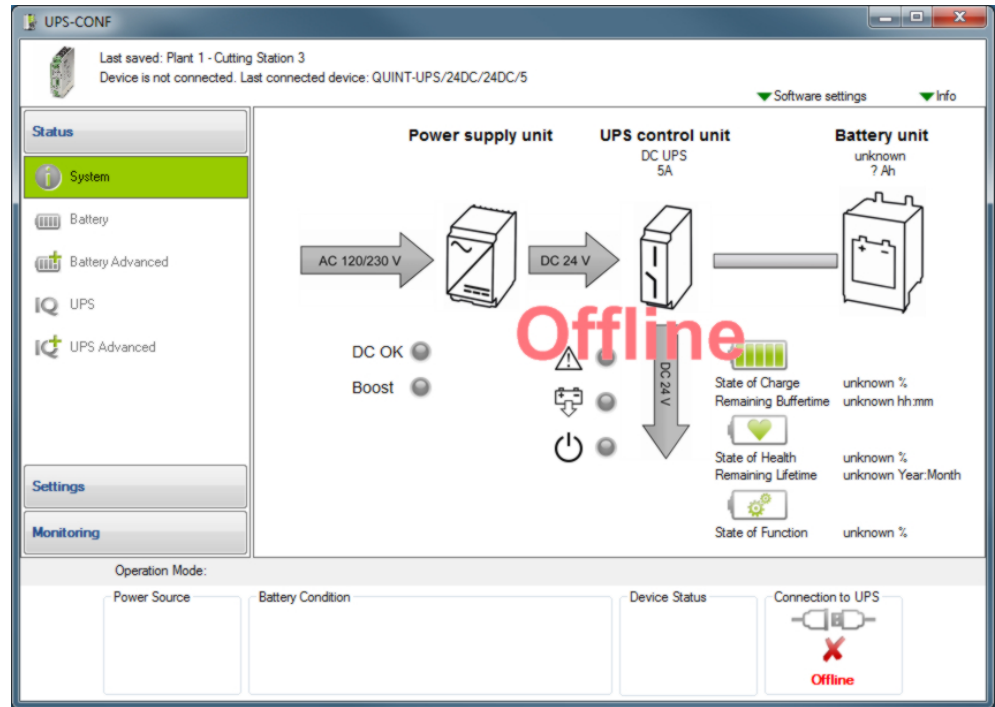 UPS-CONF
Last saved: Plant 1 - Cutting Station 3
Device is not connected. Last connected device: QUINT-UPS/24DC/24DC/5
Software settings
Info
Status
System
Battery
Battery Advanced
IQ UPS
IQ UPS Advanced
Settings
Monitoring
Power supply unit
UPS control unit
Battery unit
DC UPS
5A
unknown
? Ah
AC 120/230 V
DC 24 V
Offline
DC OK
Boost
DC 24 V
State of Charge unknown %
Remaining Buffertime unknown hh:mm
State of Health unknown %
Remaining Lifetime unknown Year:Month
State of Function unknown %
Operation Mode:
Power Source
Battery Condition
Device Status
Connection to UPS
Offline